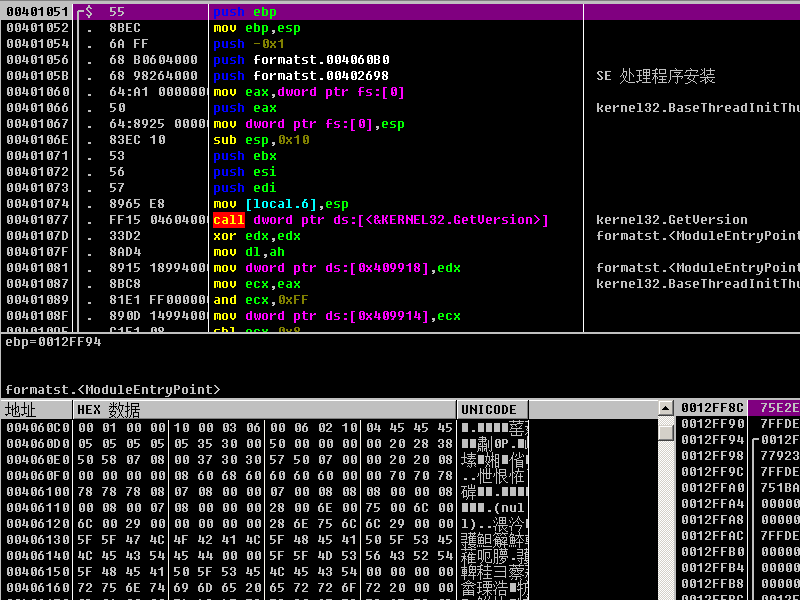 00401051 $ 55 push ebp
00401052 . 8BEC mov ebp,esp
00401054 . 6A FF push -0x1
00401056 . 68 B0604000 push formatst.004060B0
0040105B . 68 98264000 push formatst.00402698 SE 处理程序安装
00401060 . 64:A1 0000000 mov eax,dword ptr fs:[0]
00401066 . 50 push eax kernel32.BaseThreadInitThu
00401067 . 64:8925 0000 mov dword ptr fs:[0],esp
0040106E . 83EC 10 sub esp,0x10
00401071 . 53 push ebx
00401072 . 56 push esi
00401073 . 57 push edi
00401074 . 8965 E8 mov [local.6],esp
00401077 . FF15 04604000 call dword ptr ds:[<&KERNEL32.GetVersion>] kernel32.GetVersion
0040107D . 33D2 xor edx,edx formatst.<ModuleEntryPoint
0040107F . 8AD4 mov dl,ah
00401081 . 8915 18994000 mov dword ptr ds:[0x409918],edx formatst.<ModuleEntryPoint
00401087 . 8BC8 mov ecx,eax kernel32.BaseThreadInitThu
00401089 . 81E1 FF000000 and ecx,0xFF
0040108F . 890D 14994000 mov dword ptr ds:[0x409914],ecx
00401095 . C1E1 08 shl ecx,0x8
ebp=0012FF94
formatst.<ModuleEntryPoint>
地址 HEX 数据 UNICODE
004060C0 00 01 00 00 10 00 03 06 00 06 02 10 04 45 45 45
004060D0 05 05 05 05 05 35 30 00 50 00 00 00 00 20 28 38
004060E0 50 58 07 08 00 37 30 30 57 50 07 00 00 20 20 08
004060F0 00 00 00 00 08 60 68 60 60 60 60 00 00 70 70 78
00406100 78 78 78 08 07 08 00 00 07 00 08 08 08 00 00 08
00406110 00 08 00 07 08 00 00 00 28 00 6E 00 75 00 6C 00 .(nul
00406120 6C 00 29 00 00 00 00 00 28 6E 75 6C 6C 29 00 00 l)..
00406130 5F 5F 47 4C 4F 42 41 4C 5F 48 45 41 50 5F 53 45
00406140 4C 45 43 54 45 44 00 00 5F 5F 4D 53 56 43 52 54
00406150 5F 48 45 41 50 5F 53 45 4C 45 43 54 00 00 00 00
00406160 72 75 6E 74 69 6D 65 20 65 72 72 6F 72 20 00 00
0012FF8C 75E2E
0012FF90 7FFDE
0012FF94 0012F
0012FF98 77923
0012FF9C 7FFDE
0012FFA0 751BA
0012FFA4 00000
0012FFA8 00000
0012FFAC 7FFDE
0012FFB0 00000
0012FFB4 00000
0012FFB8 00000